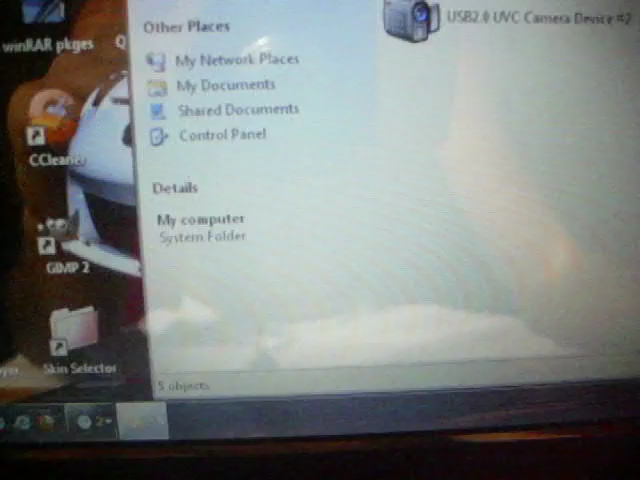 winRAR pkges
Q
CCleaner
GIMP 2
Skin Selector
Other Places
My Network Places
My Documents
Shared Documents
Control Panel
Details
My computer
System Folder
USB2.0 UVC Camera Device #2
5 objects
2